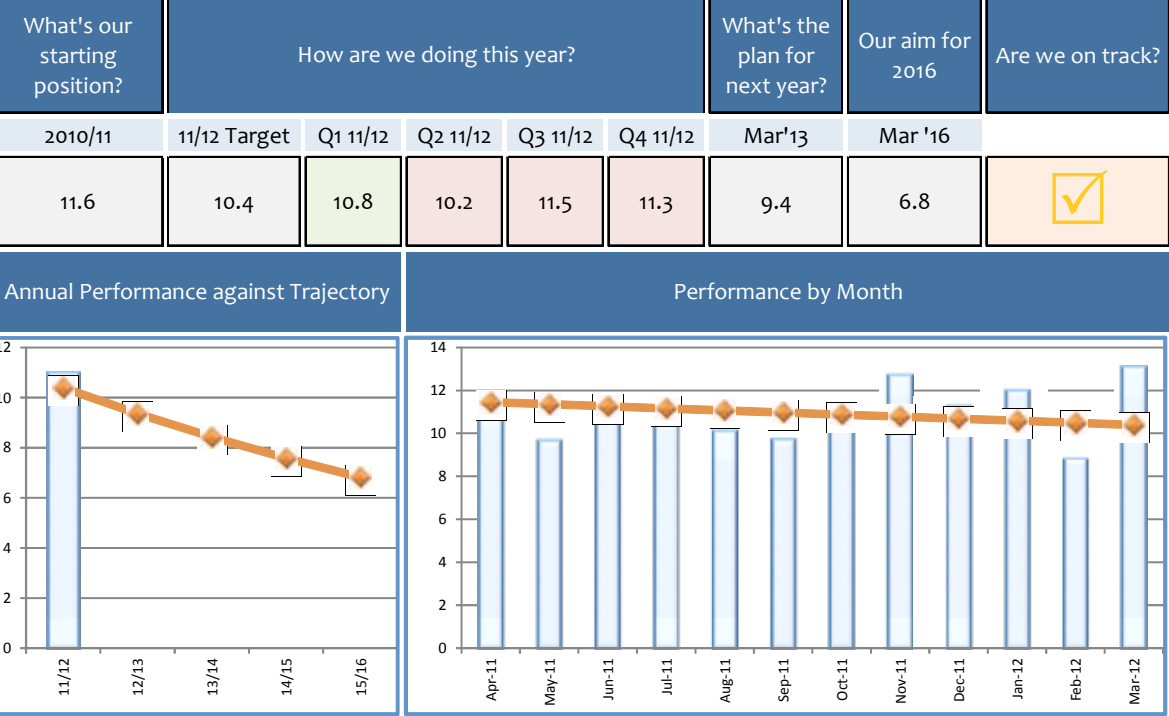 What's our
starting
position?
How are we doing this year?
What's the
plan for
next year?
Our aim for
2016
Are we on track?
2010/11
11/12 Target
Q1 11/12
Q2 11/12
Q3 11/12
Q4 11/12
Mar'13
Mar '16
11.6
10.4
10.8
10.2
11.5
11.3
9.4
6.8
Annual Performance against Trajectory
Performance by Month
12
10
8
6
4
2
0
11/12
12/13
13/14
14/15
15/16
14
12
10
8
6
4
2
0
Apr-11
May-11
Jun-11
Jul-11
Aug-11
Sep-11
Oct-11
Nov-11
Dec-11
Jan-12
Feb-12
Mar-12